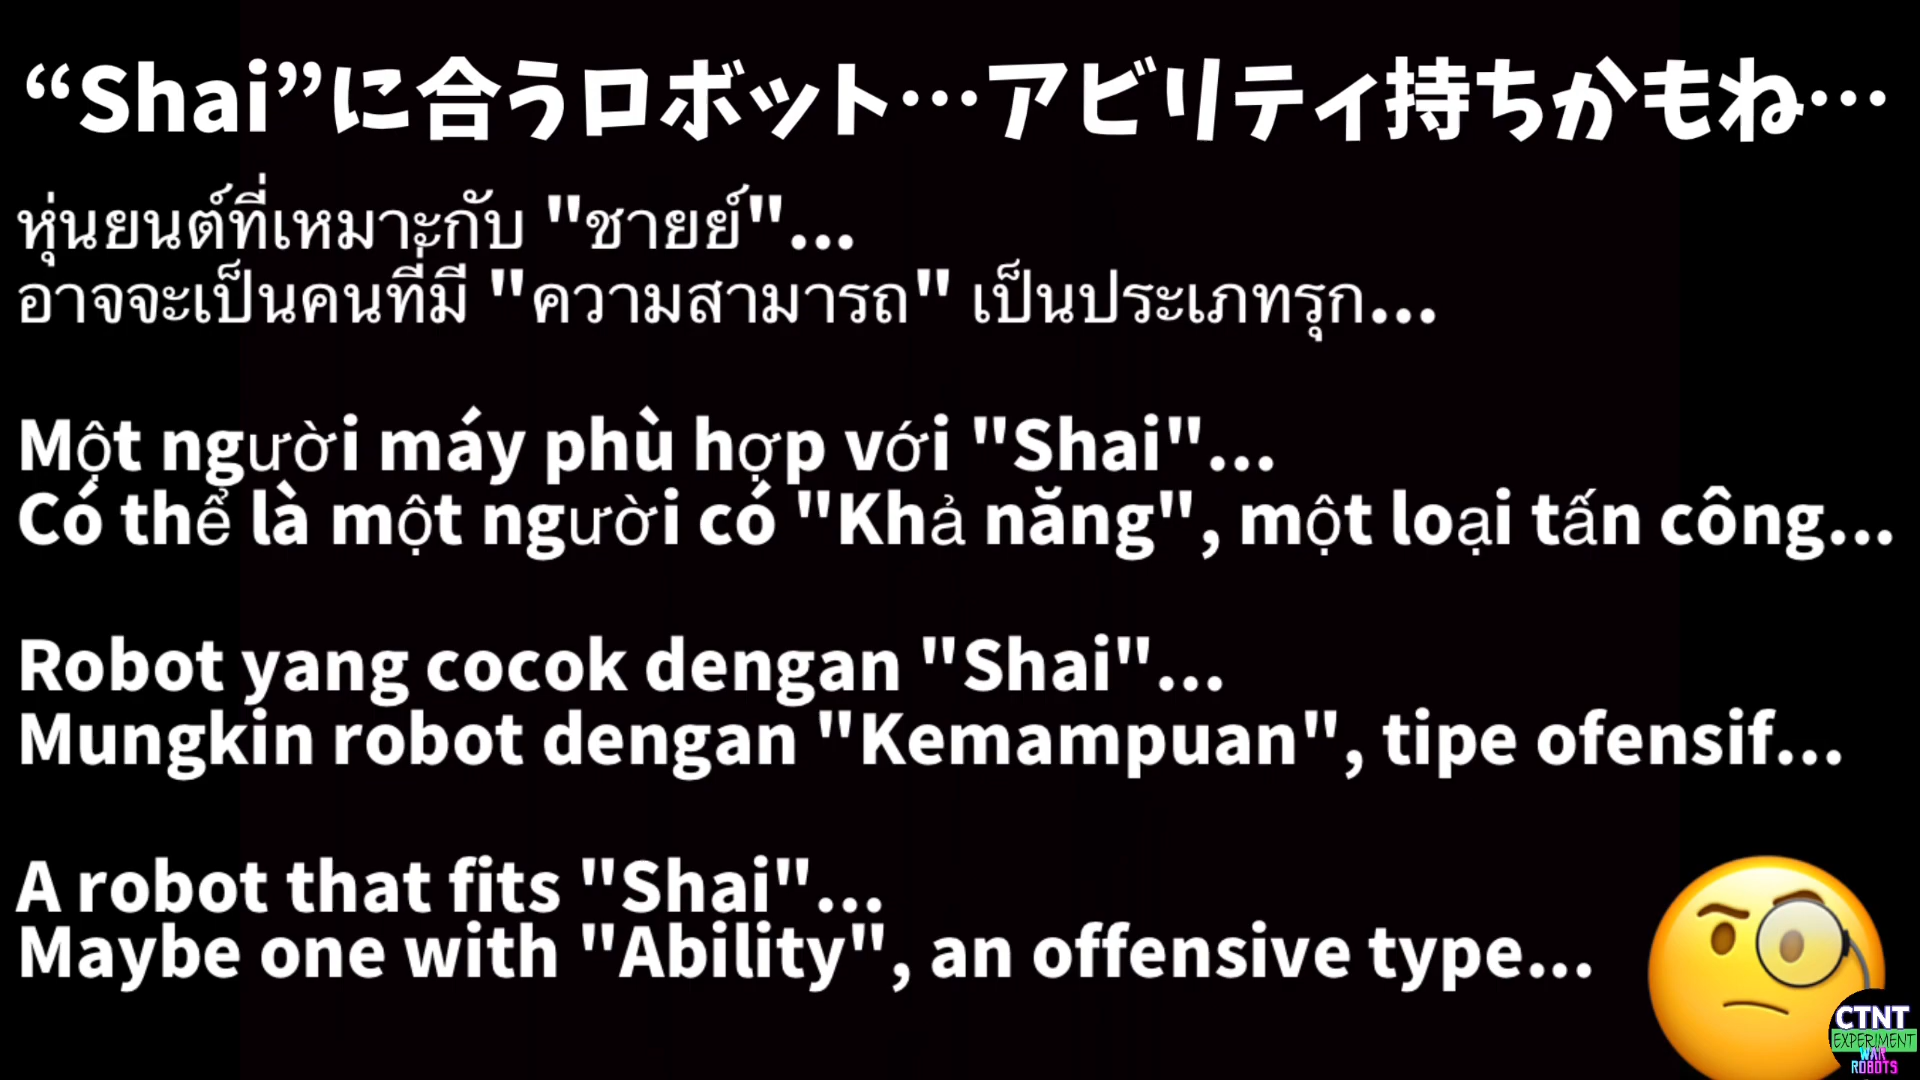 “Shai”に合うロボット…アビリティ持ちかもね…
หุ่นยนต์ที่เหมาะกับ "ชายย์"...
อาจจะเป็นคนที่มี "ความสามารถ" เป็นประเภทรุก...
Một người máy phù hợp với "Shai"...
Có thể là một người có "Khả năng", một loại tấn công...
Robot yang cocok dengan "Shai"...
Mungkin robot dengan "Kemampuan", tipe ofensif...
A robot that fits "Shai"...
Maybe one with "Ability", an offensive type...
CTNT
EXPERIMENT
WAR
ROBOTS